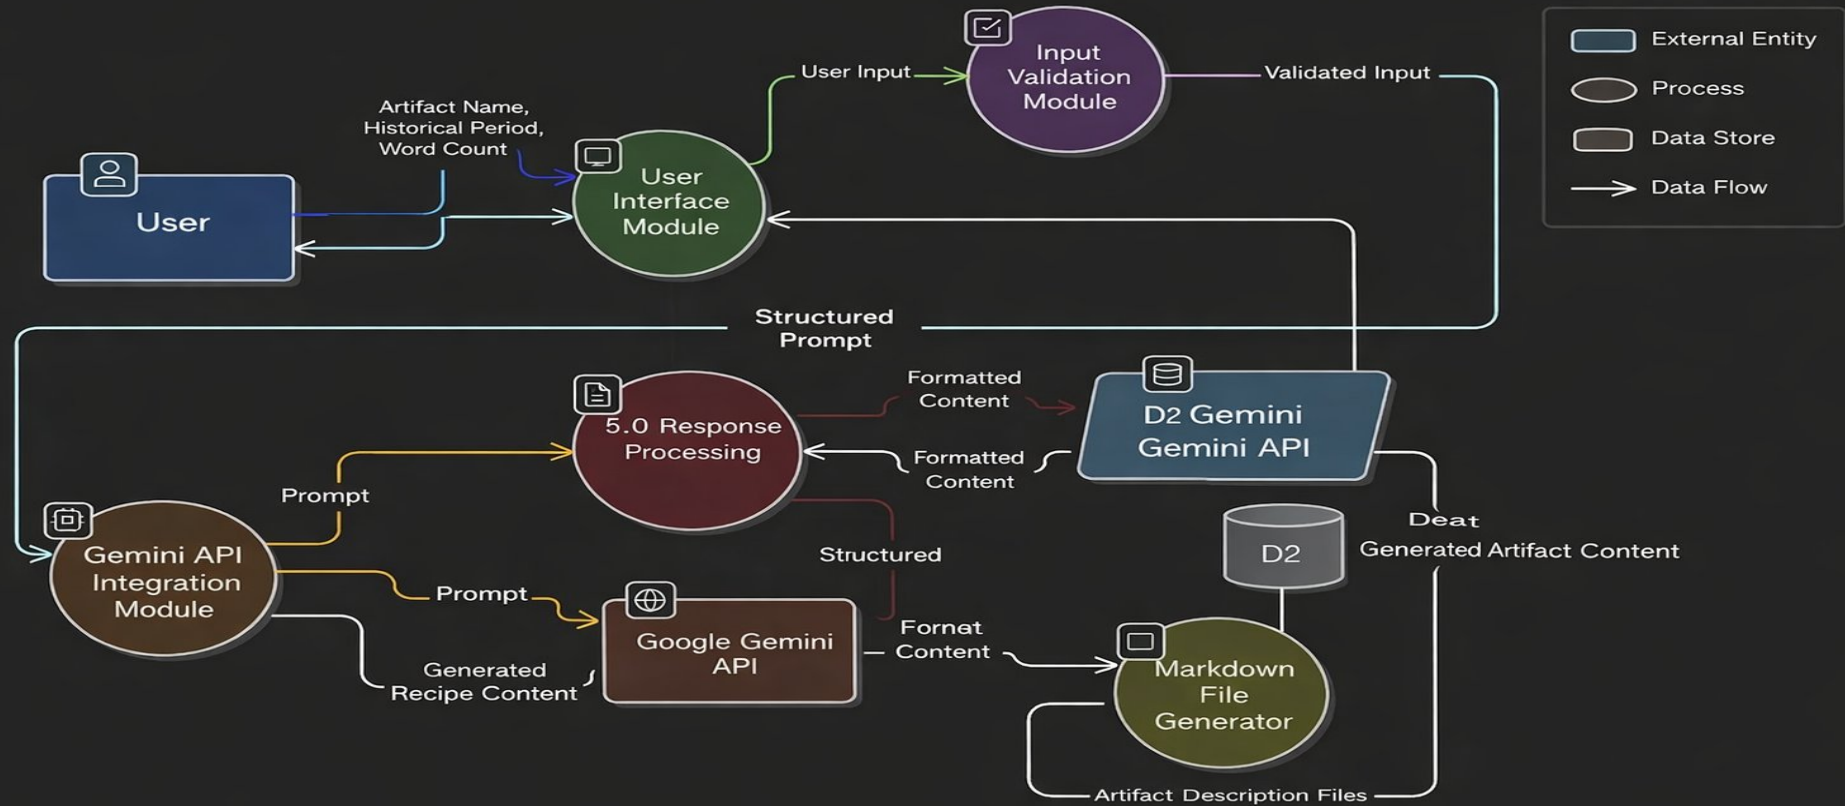 Input
Validation
Module
User Input
Validated Input
External Entity
Process
Data Store
Data Flow
Artifact Name,
Historical Period,
Word Count
User
User
Interface
Module
Structured
Prompt
Formatted
Content
5.0 Response
Processing
D2 Gemini
Gemini API
Formatted
Content
Prompt
Deat
Generated Artifact Content
Structured
D2
Gemini API
Integration
Module
Prompt
Google Gemini
API
Fornat
Content
Generated
Recipe Content
Markdown
File
Generator
Artifact Description Files